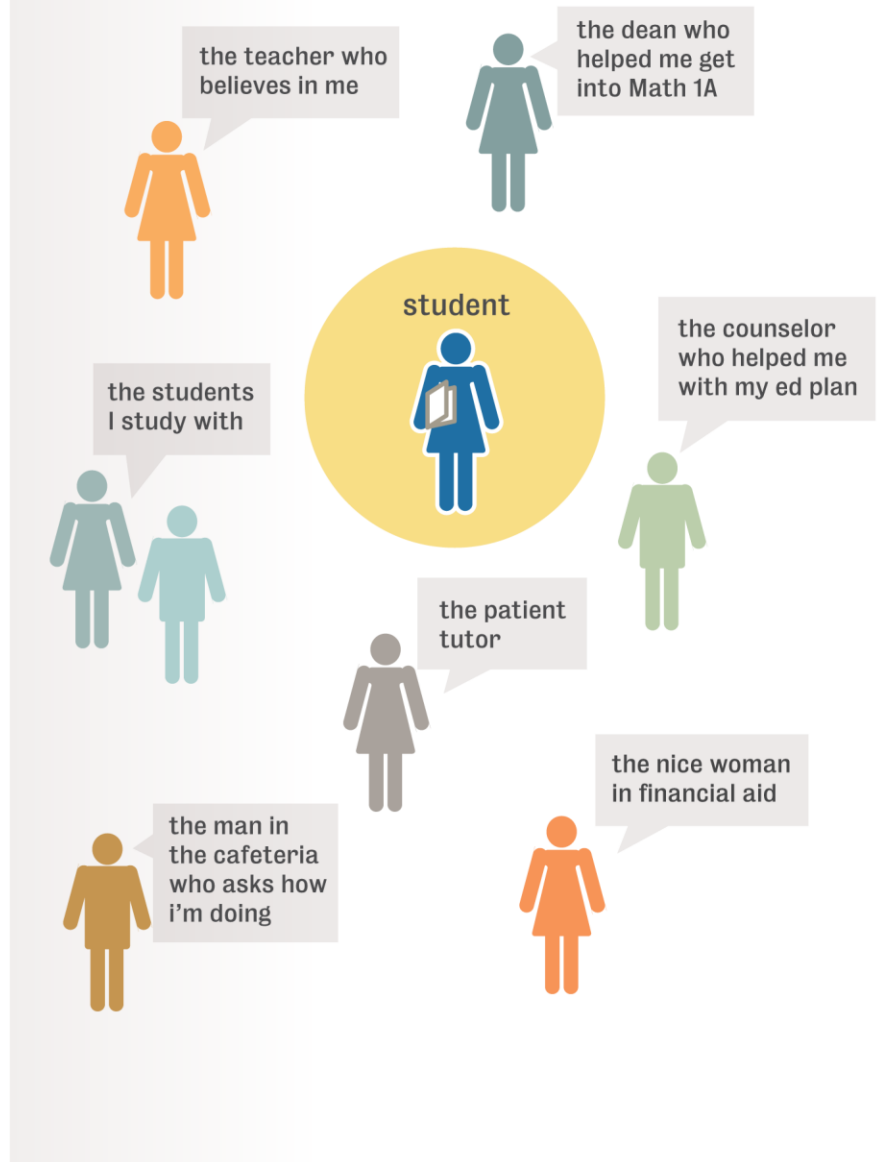 the teacher who
believes in me
the dean who
helped me get
into Math 1A
student
the counselor
who helped me
with my ed plan
the students
I study with
the patient
tutor
the nice woman
in financial aid
the man in
the cafeteria
who asks how
i'm doing